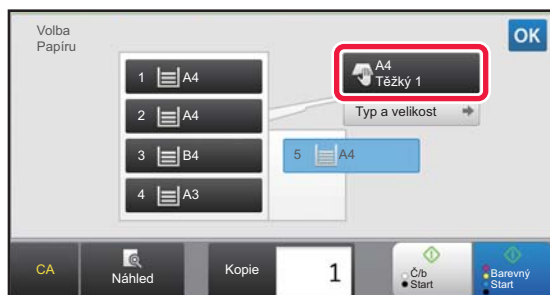 Volba
Papíru
OK
1 A4
2 A4
3 B4
4 A3
5 A4
A4
Těžký 1
Typ a velikost
CA
Náhled
Kopie
1
Č/b
Start
Barevný
Start